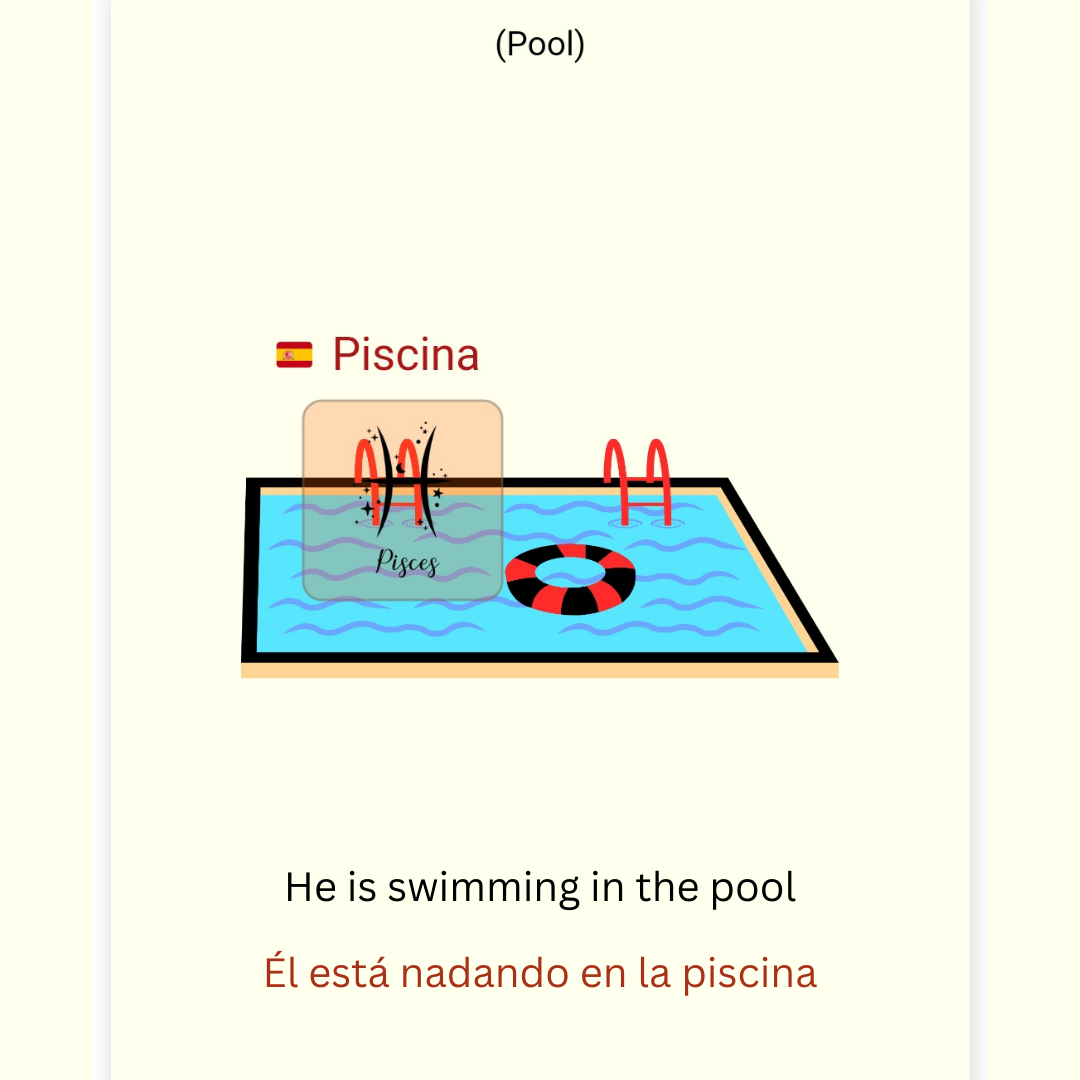 (Pool)
Piscina
Pisces
He is swimming in the pool
Él está nadando en la piscina